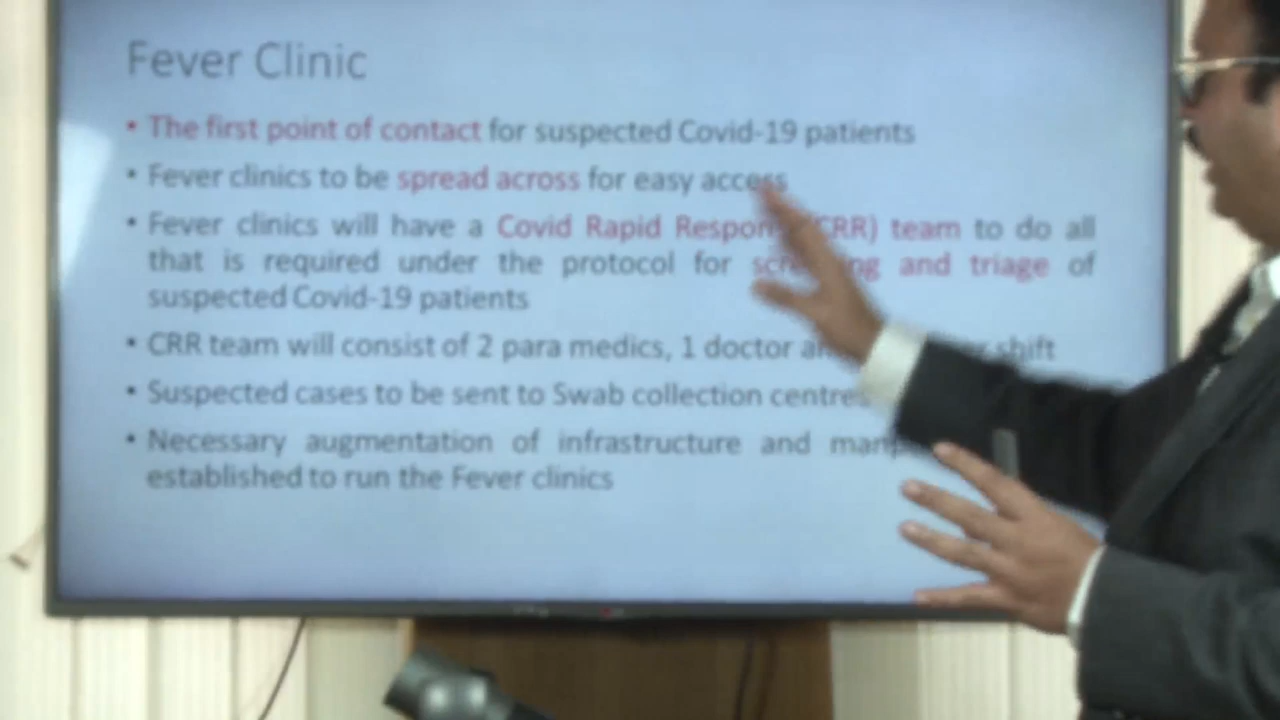 Fever Clinic
• The first point of contact for suspected Covid-19 patients
• Fever clinics to be spread across for easy access
• Fever clinics will have a Covid Rapid CRR) team to do all
that is required under the protocol for and triage of
suspected Covid-19 patients
• CRR team will consist of 2 para medics, 1 doctor shift
• Suspected cases to be sent to Swab collection centres
• Necessary augmentation of infrastructure and
established to run the Fever clinics